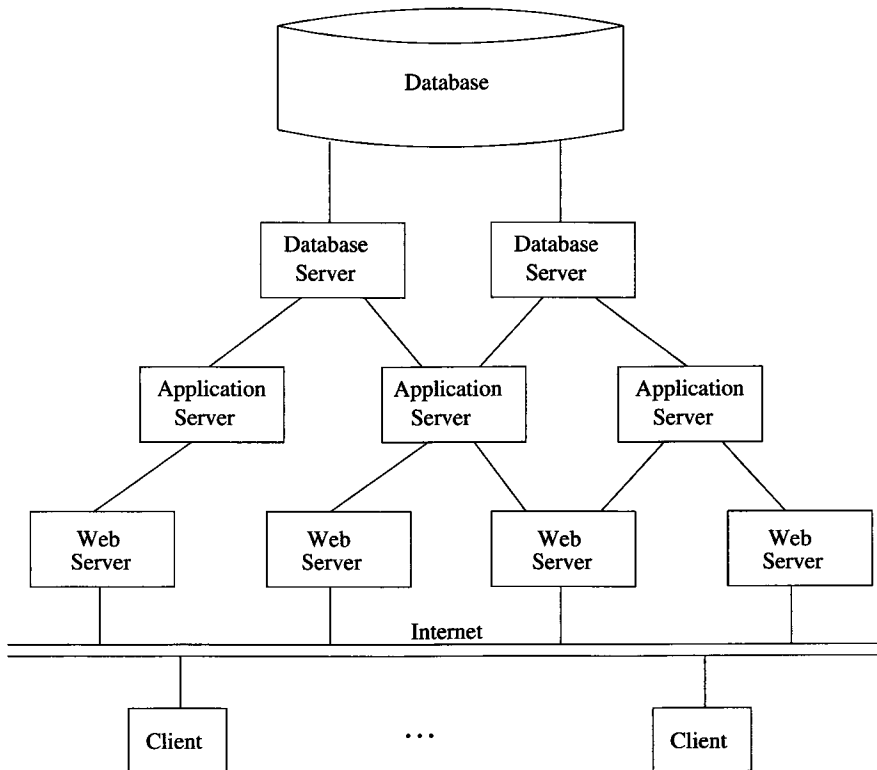 Database
Database
Server
Database
Server
Application
Server
Application
Server
Application
Server
Web
Server
Web
Server
Web
Server
Web
Server
Internet
Client
...
Client